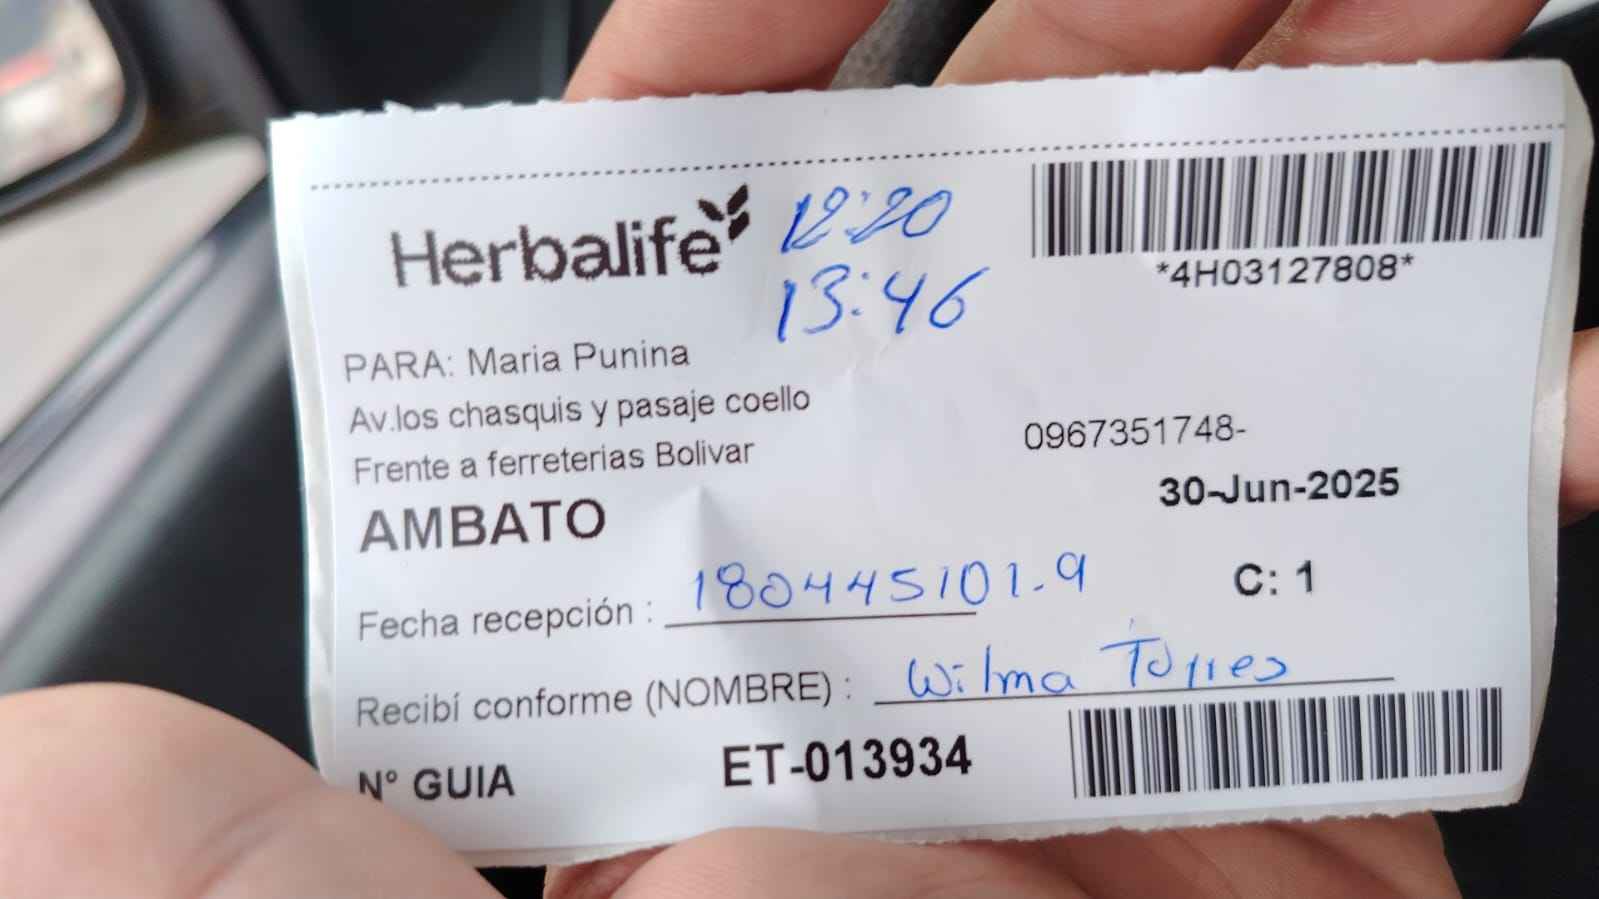 Herbalife
12:20
13:46
*4H03127808*
PARA: Maria Punina
Av.los chasquis y pasaje coello
0967351748-
Frente a ferreterias Bolivar
30-Jun-2025
AMBATO
C: 1
Fecha recepción : 180445101-9
Recibí conforme (NOMBRE) : Wilma Torres
N° GUIA ET-013934